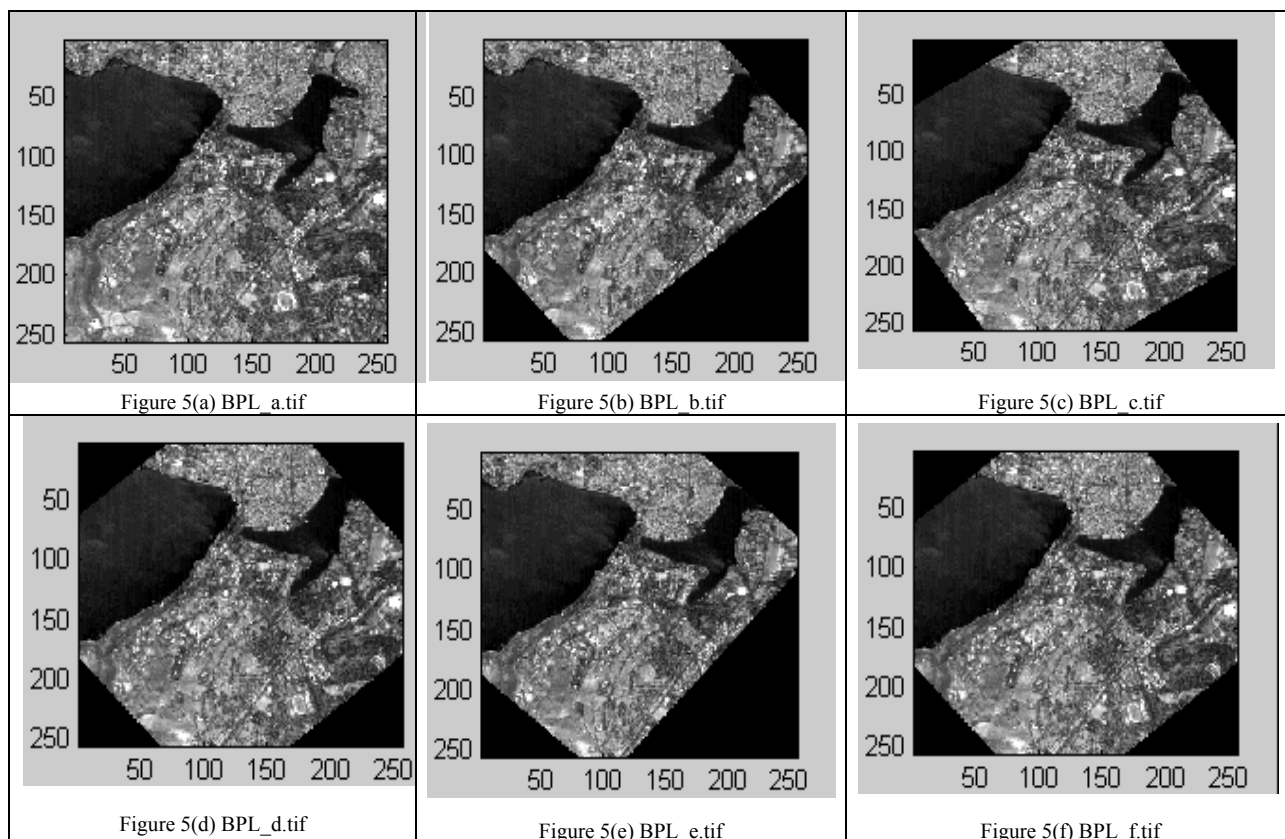 50
100
150
200
250
50 100 150 200 250
Figure 5(a) BPL_a.tif
50
100
150
200
250
50 100 150 200 250
Figure 5(b) BPL_b.tif
50
100
150
200
250
50 100 150 200 250
Figure 5(c) BPL_c.tif
50
100
150
200
250
50 100 150 200 250
Figure 5(d) BPL_d.tif
50
100
150
200
250
50 100 150 200 250
Figure 5(e) BPL_e.tif
50
100
150
200
250
50 100 150 200 250
Figure 5(f) BPL_f.tif